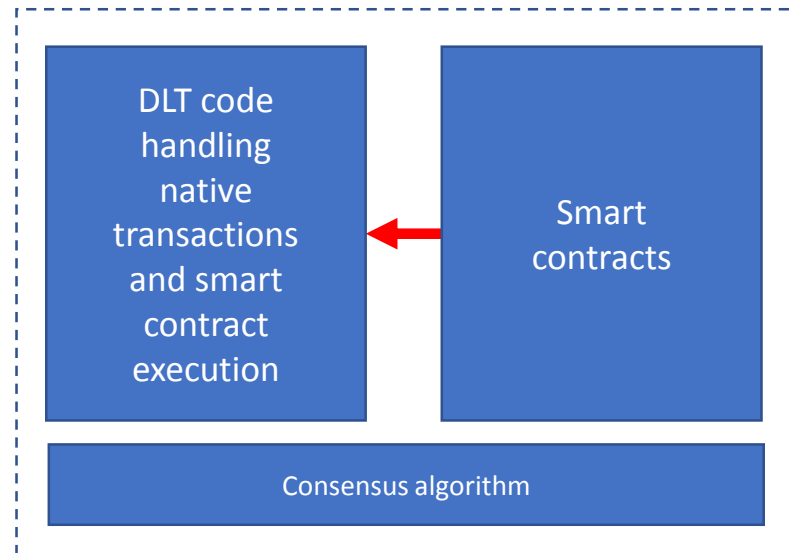 DLT code
handling
native
transactions
and smart
contract
execution
Smart
contracts
Consensus algorithm